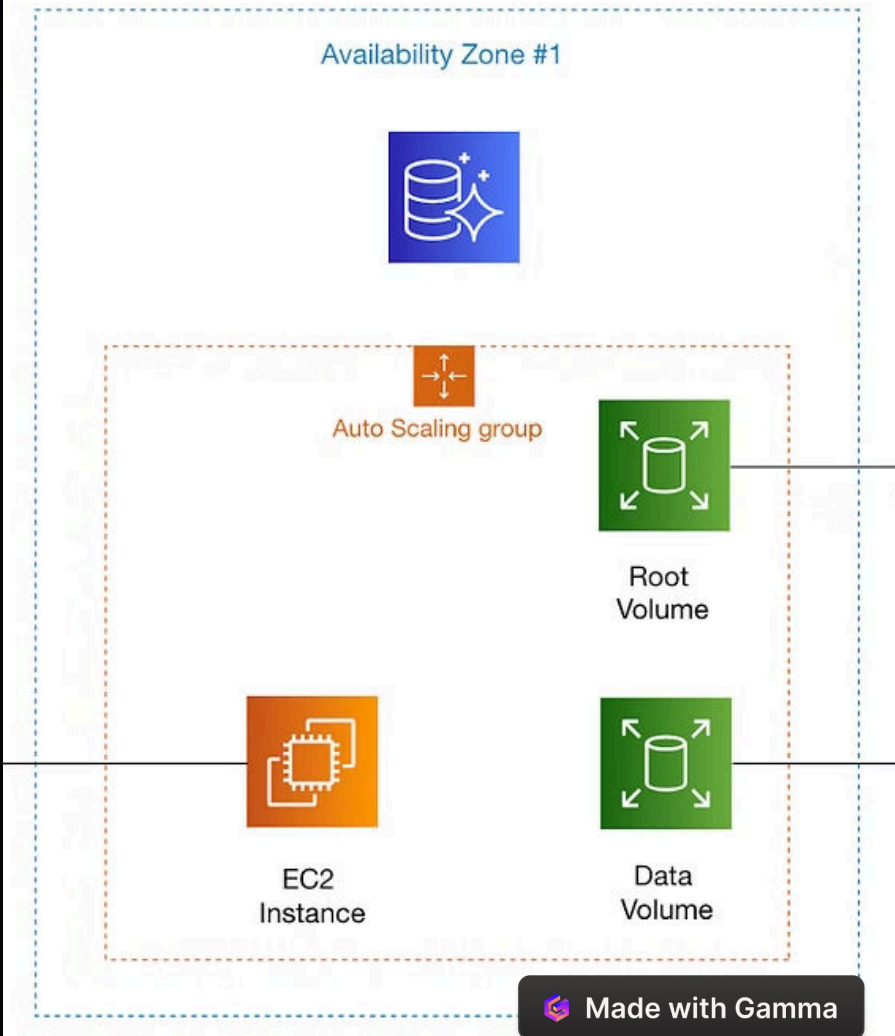 Availability Zone #1
Auto Scaling group
Root
Volume
EC2
Instance
Data
Volume
Made with Gamma